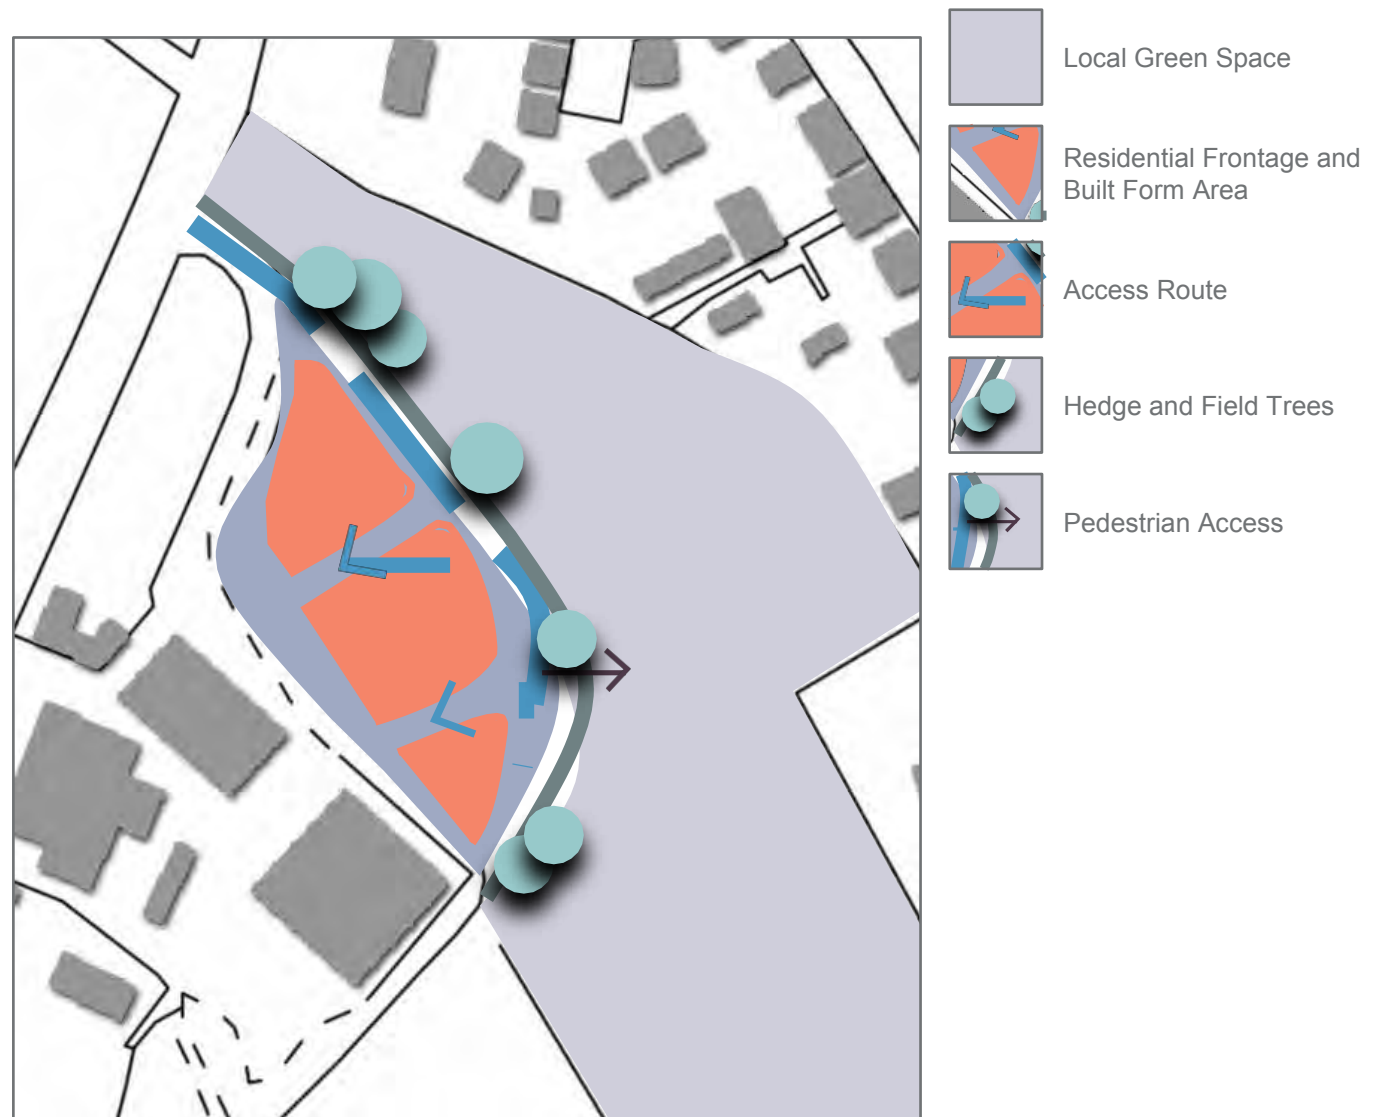 Local Green Space
Residential Frontage and
Built Form Area
Access Route
Hedge and Field Trees
Pedestrian Access